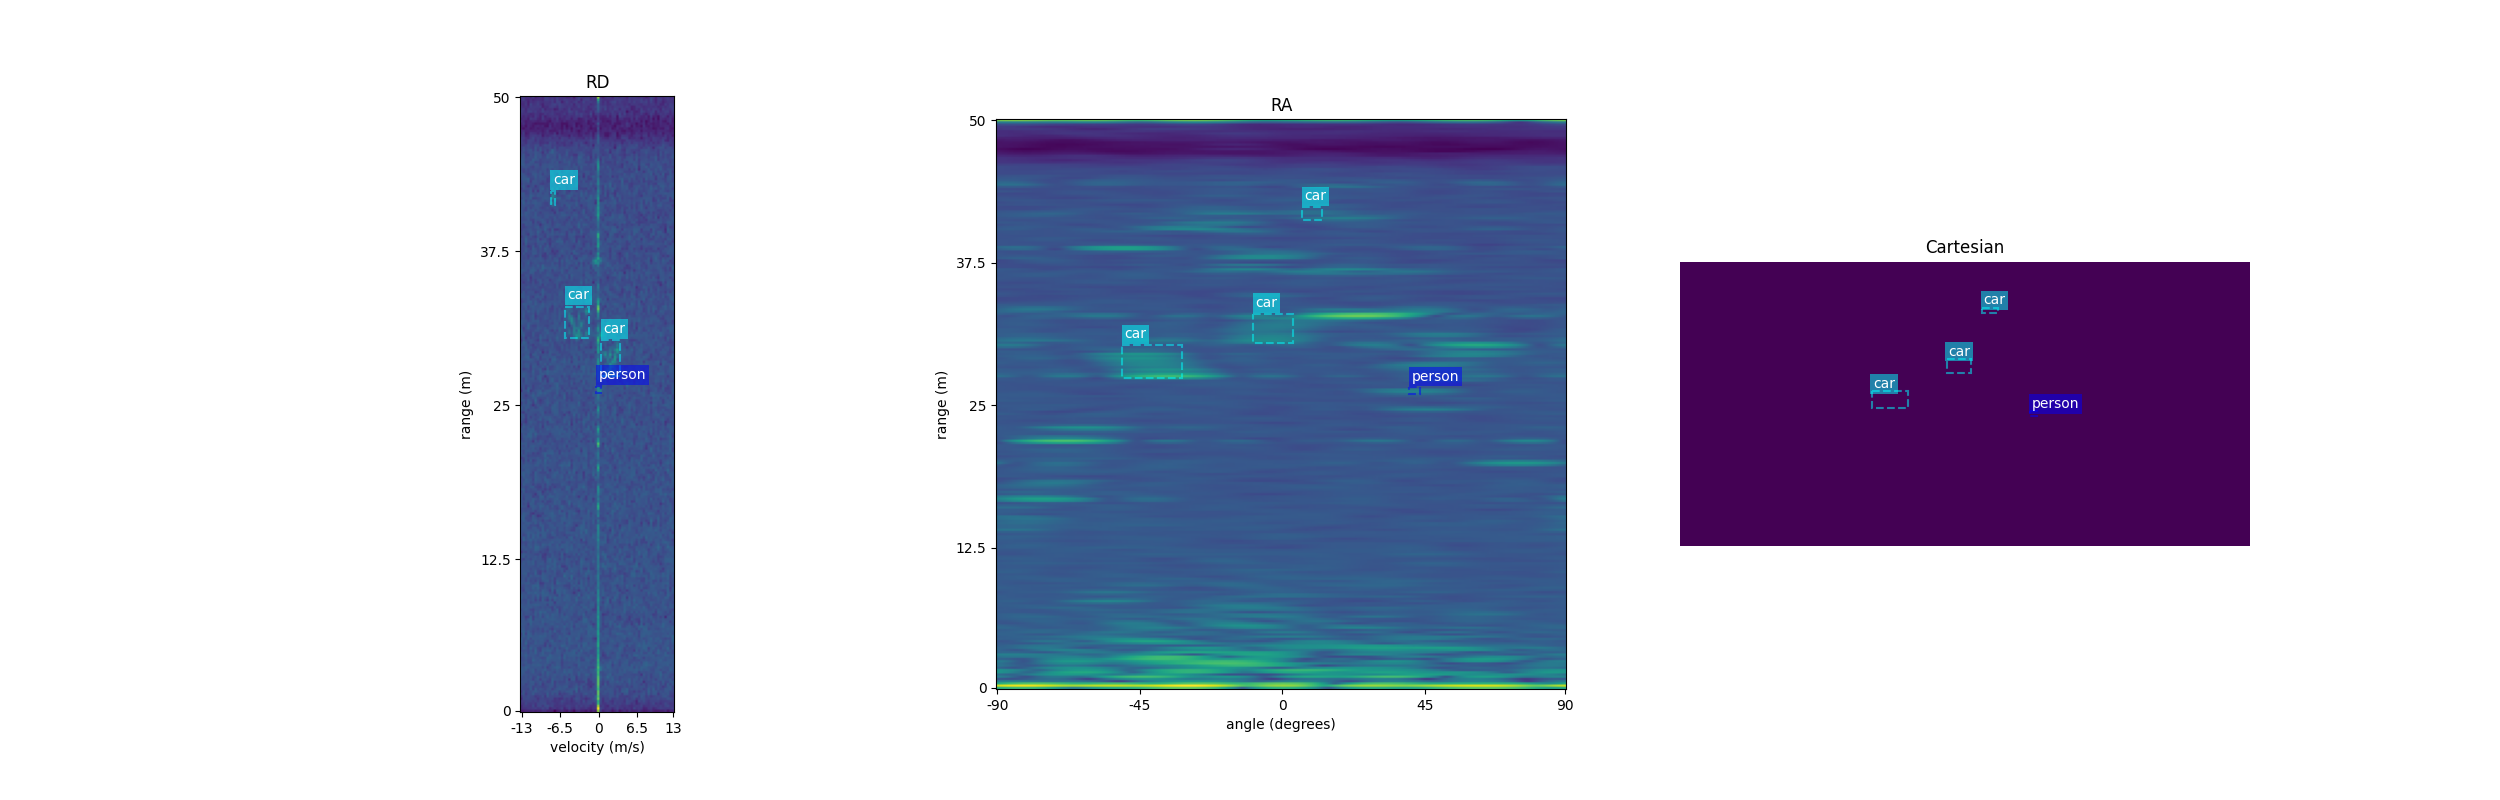 RD
50
37.5
25
12.5
0
range (m)
car
car
car
person
-13 -6.5 0 6.5 13
velocity (m/s)
RA
50
37.5
25
12.5
0
range (m)
car
car
car
person
-90 -45 0 45 90
angle (degrees)
Cartesian
car
car
car
person